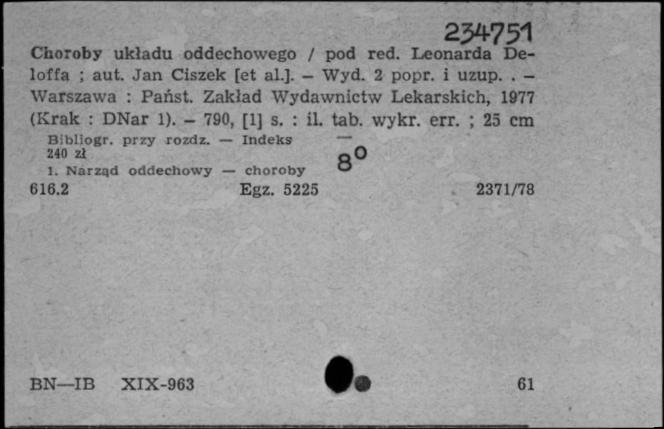 234751
Choroby układu oddechowego / pod red. Leonarda De-
loffa ; aut. Jan Ciszek [et al.]. — Wyd. 2 popr. i uzup. . —
Warszawa : Państ. Zakład Wydawnictw Lekarskich, 1977
(Krak : DNar 1). — 790, [1] s. : il. tab. wykr. err. ; 25 cm
Bibliogr. przy rozdz. — Indeks
240 zł
8°
1. Narząd oddechowy — choroby
616.2 Egz. 5225 2371/78
BN—IB XIX-963 61